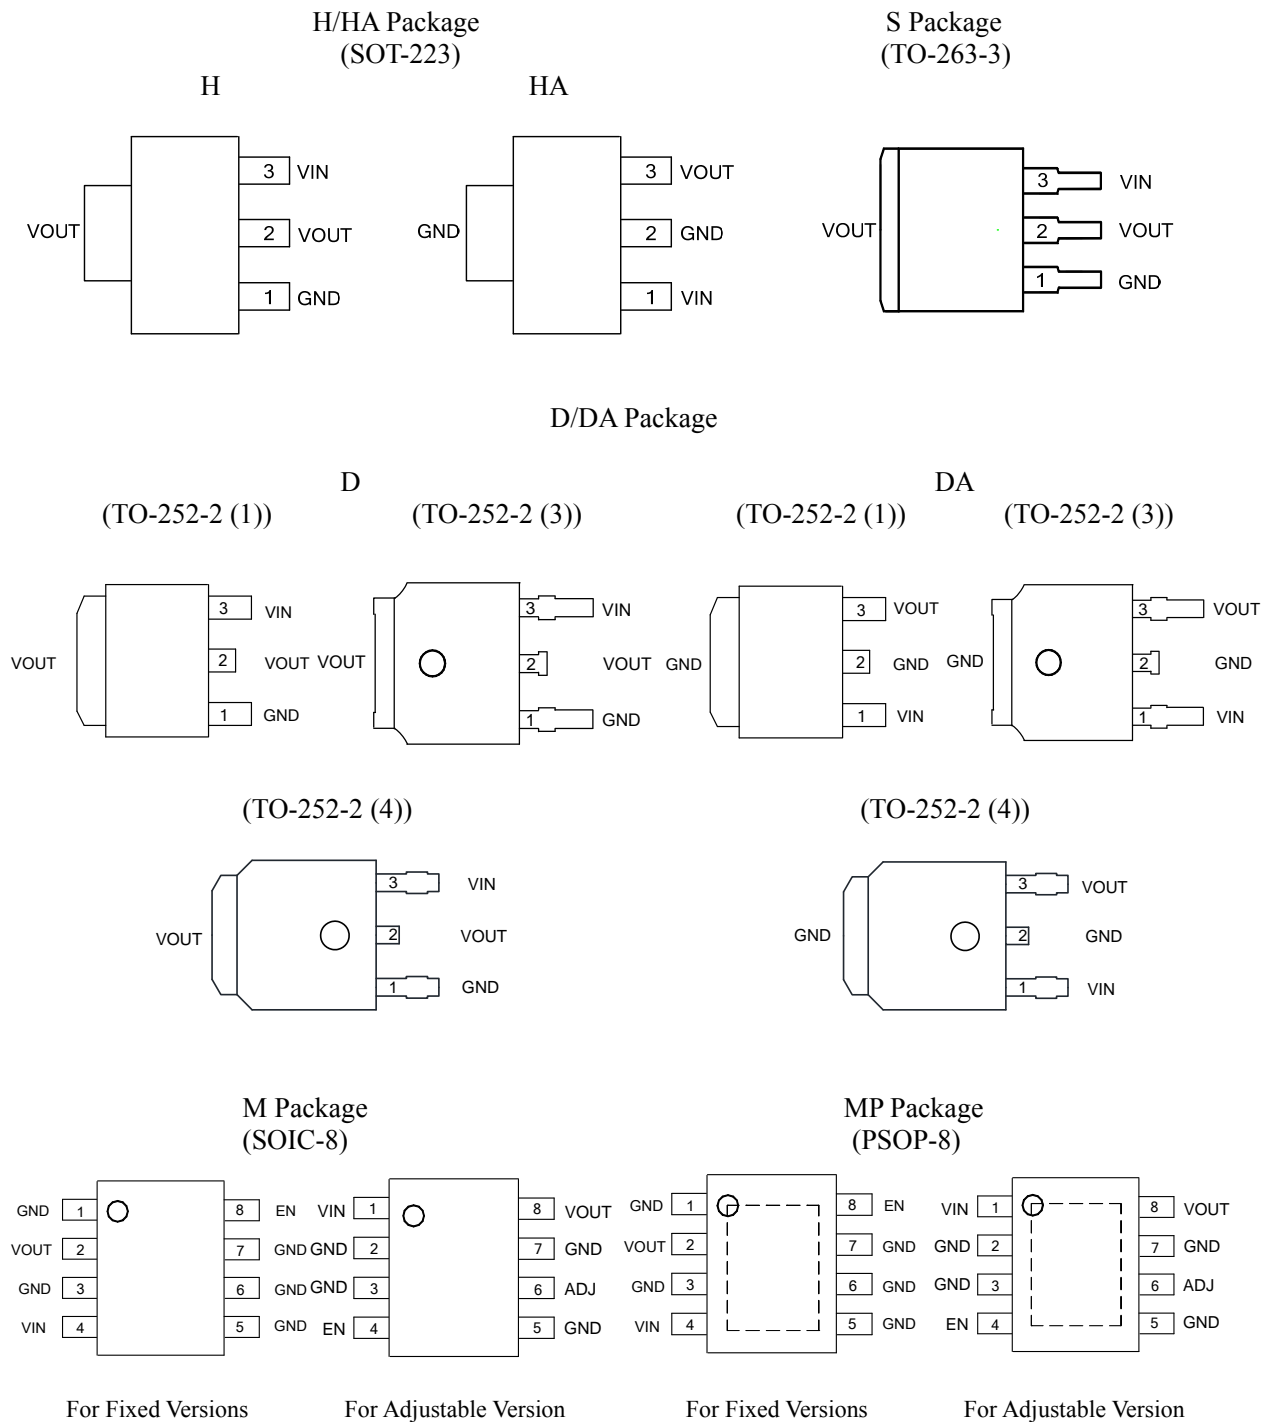 H/HA Package
(SOT-223)
H
HA
S Package
(TO-263-3)
VOUT
3 VIN
2 VOUT
1 GND
GND
3 VOUT
2 GND
1 VIN
VOUT
3 VIN
2 VOUT
1 GND
D/DA Package
D
(TO-252-2 (1))
(TO-252-2 (3))
DA
(TO-252-2 (1))
(TO-252-2 (3))
VOUT
3 VIN
2 VOUT
1 GND
VOUT
3 VIN
2 VOUT
1 GND
GND
3 VOUT
2 GND
1 VIN
GND
3 VOUT
2 GND
1 VIN
(TO-252-2 (4))
(TO-252-2 (4))
VOUT
3 VIN
2 VOUT
1 GND
GND
3 VOUT
2 GND
1 VIN
M Package
(SOIC-8)
MP Package
(PSOP-8)
GND 1
VOUT 2
GND 3
VIN 4
8 EN
7 GND
6 GND
5 GND
For Fixed Versions
VIN 1
GND 2
GND 3
EN 4
8 VOUT
7 GND
6 ADJ
5 GND
For Adjustable Version
GND 1
VOUT 2
GND 3
VIN 4
8 EN
7 GND
6 GND
5 GND
For Fixed Versions
VIN 1
GND 2
GND 3
EN 4
8 VOUT
7 GND
6 ADJ
5 GND
For Adjustable Version